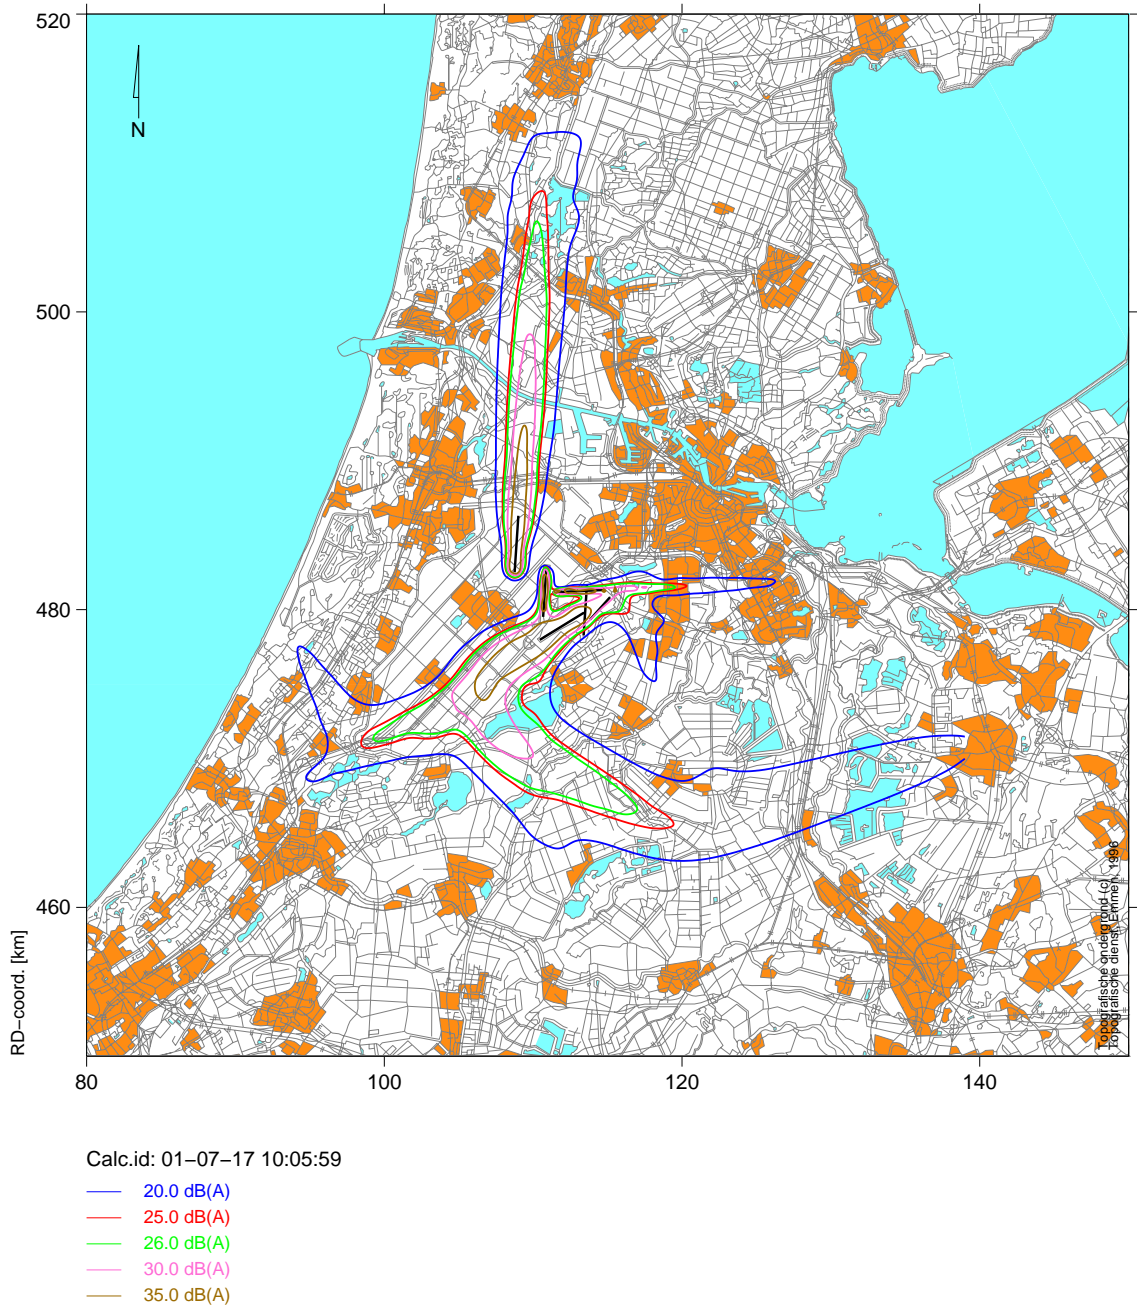 520
N
500
480
460
RD-coord. [km]
Topografische ondergrond (c)
Topografische dienst, Emmen, 1996
80
100
120
140
Calc.id: 01-07-17 10:05:59
20.0 dB(A)
25.0 dB(A)
26.0 dB(A)
30.0 dB(A)
35.0 dB(A)